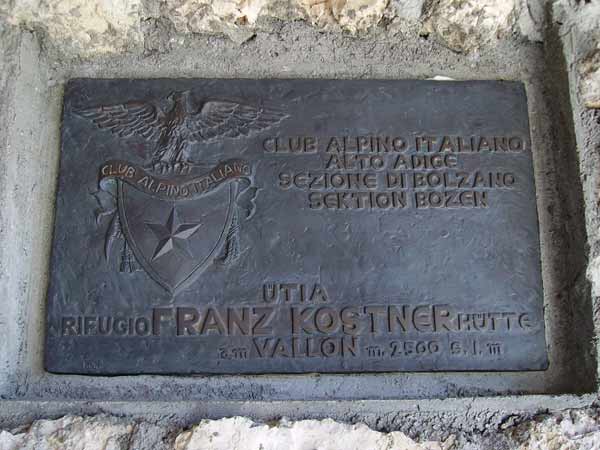 CLUB ALPINO ITALIANO
CLUB ALPINO ITALIANO
ALTO ADIGE
SEZIONE DI BOLZANO
SEKTION BOZEN
ÜTIA
RIFUGIO FRANZ KOSTNER HÜTTE
a m VALLON m. 2500 s. l. m